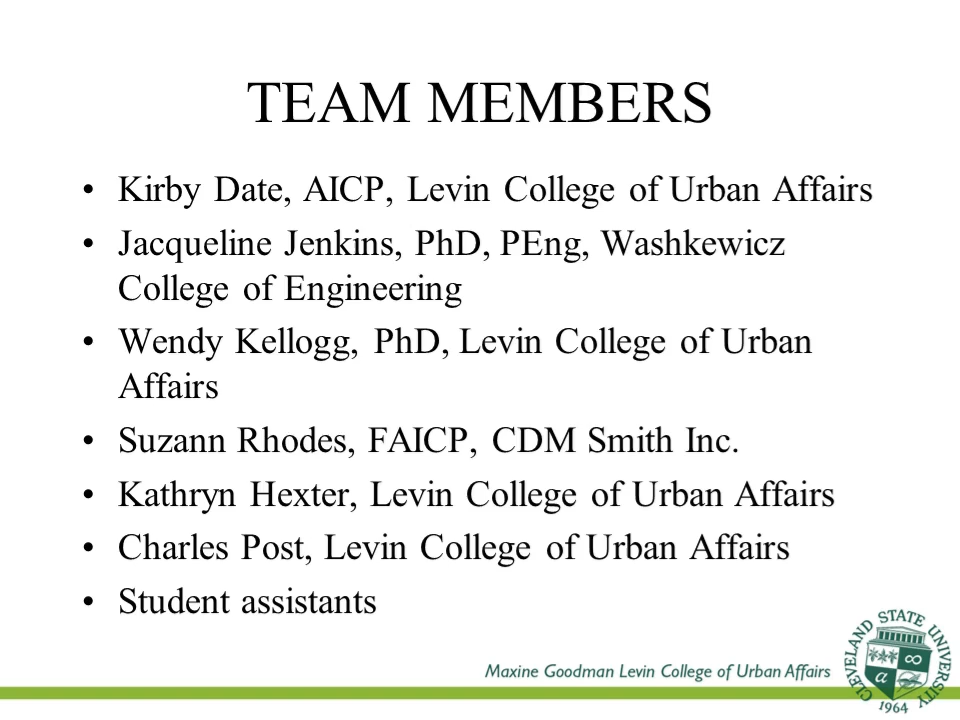 TEAM MEMBERS
• Kirby Date, AICP, Levin College of Urban Affairs
• Jacqueline Jenkins, PhD, PEng, Washkewicz
College of Engineering
• Wendy Kellogg, PhD, Levin College of Urban
Affairs
• Suzann Rhodes, FAICP, CDM Smith Inc.
• Kathryn Hexter, Levin College of Urban Affairs
• Charles Post, Levin College of Urban Affairs
• Student assistants
Maxine Goodman Levin College of Urban Affairs
CLEVELAND STATE UNIVERSITY
1964